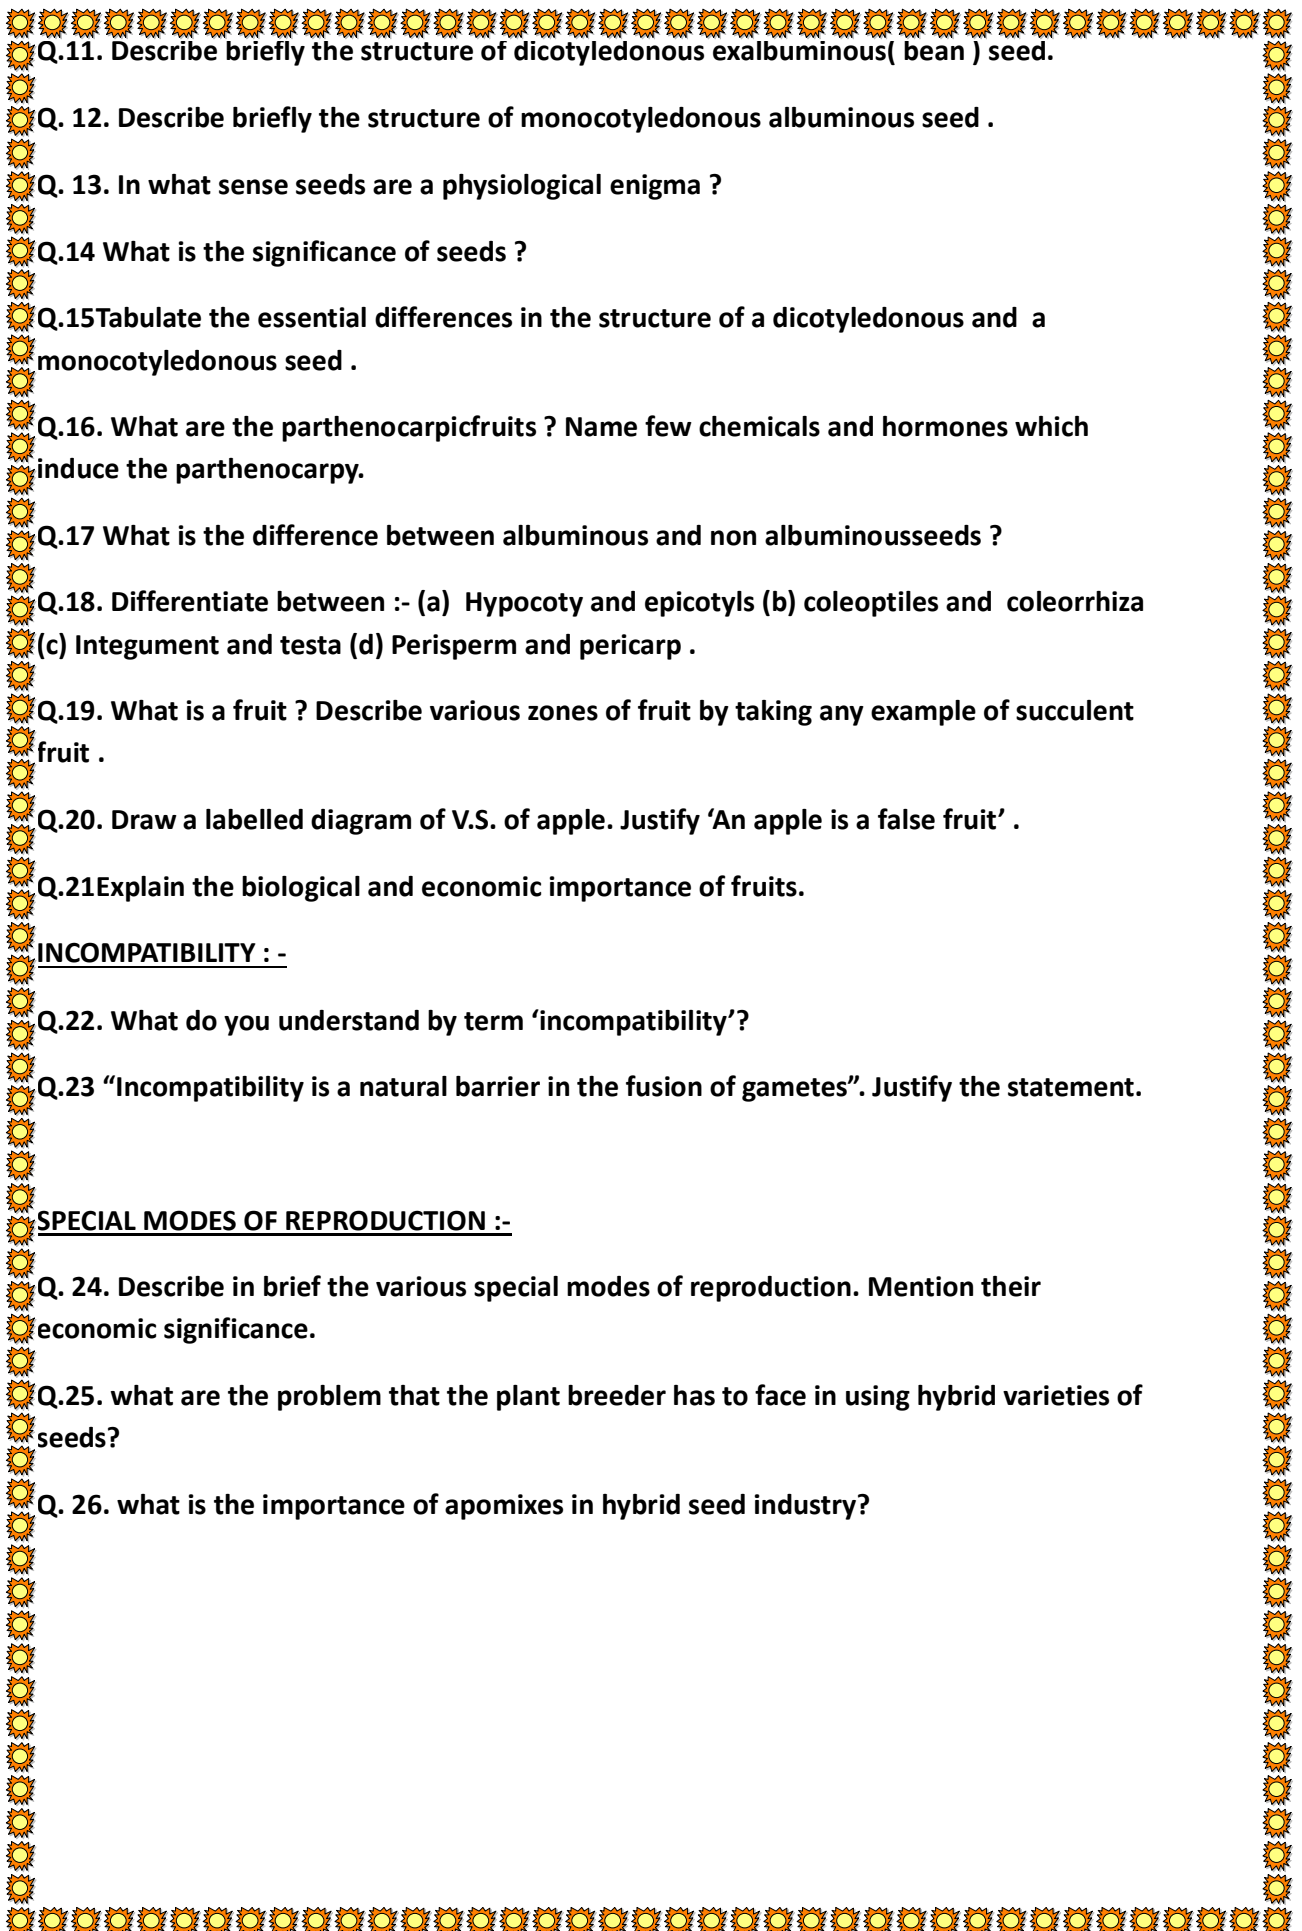 Q.11. Describe briefly the structure of dicotyledonous exalbuminous( bean ) seed.
Q. 12. Describe briefly the structure of monocotyledonous albuminous seed .
Q. 13. In what sense seeds are a physiological enigma ?
Q.14 What is the significance of seeds ?
Q.15Tabulate the essential differences in the structure of a dicotyledonous and a
monocotyledonous seed .
Q.16. What are the parthenocarpicfruits ? Name few chemicals and hormones which
induce the parthenocarpy.
Q.17 What is the difference between albuminous and non albuminousseeds ?
Q.18. Differentiate between :- (a) Hypocoty and epicotyls (b) coleoptiles and coleorrhiza
(c) Integument and testa (d) Perisperm and pericarp .
Q.19. What is a fruit ? Describe various zones of fruit by taking any example of succulent
fruit .
Q.20. Draw a labelled diagram of V.S. of apple. Justify ‘An apple is a false fruit’ .
Q.21Explain the biological and economic importance of fruits.
INCOMPATIBILITY : -
Q.22. What do you understand by term ‘incompatibility’?
Q.23 “Incompatibility is a natural barrier in the fusion of gametes”. Justify the statement.
SPECIAL MODES OF REPRODUCTION :-
Q. 24. Describe in brief the various special modes of reproduction. Mention their
economic significance.
Q.25. what are the problem that the plant breeder has to face in using hybrid varieties of
seeds?
Q. 26. what is the importance of apomixes in hybrid seed industry?